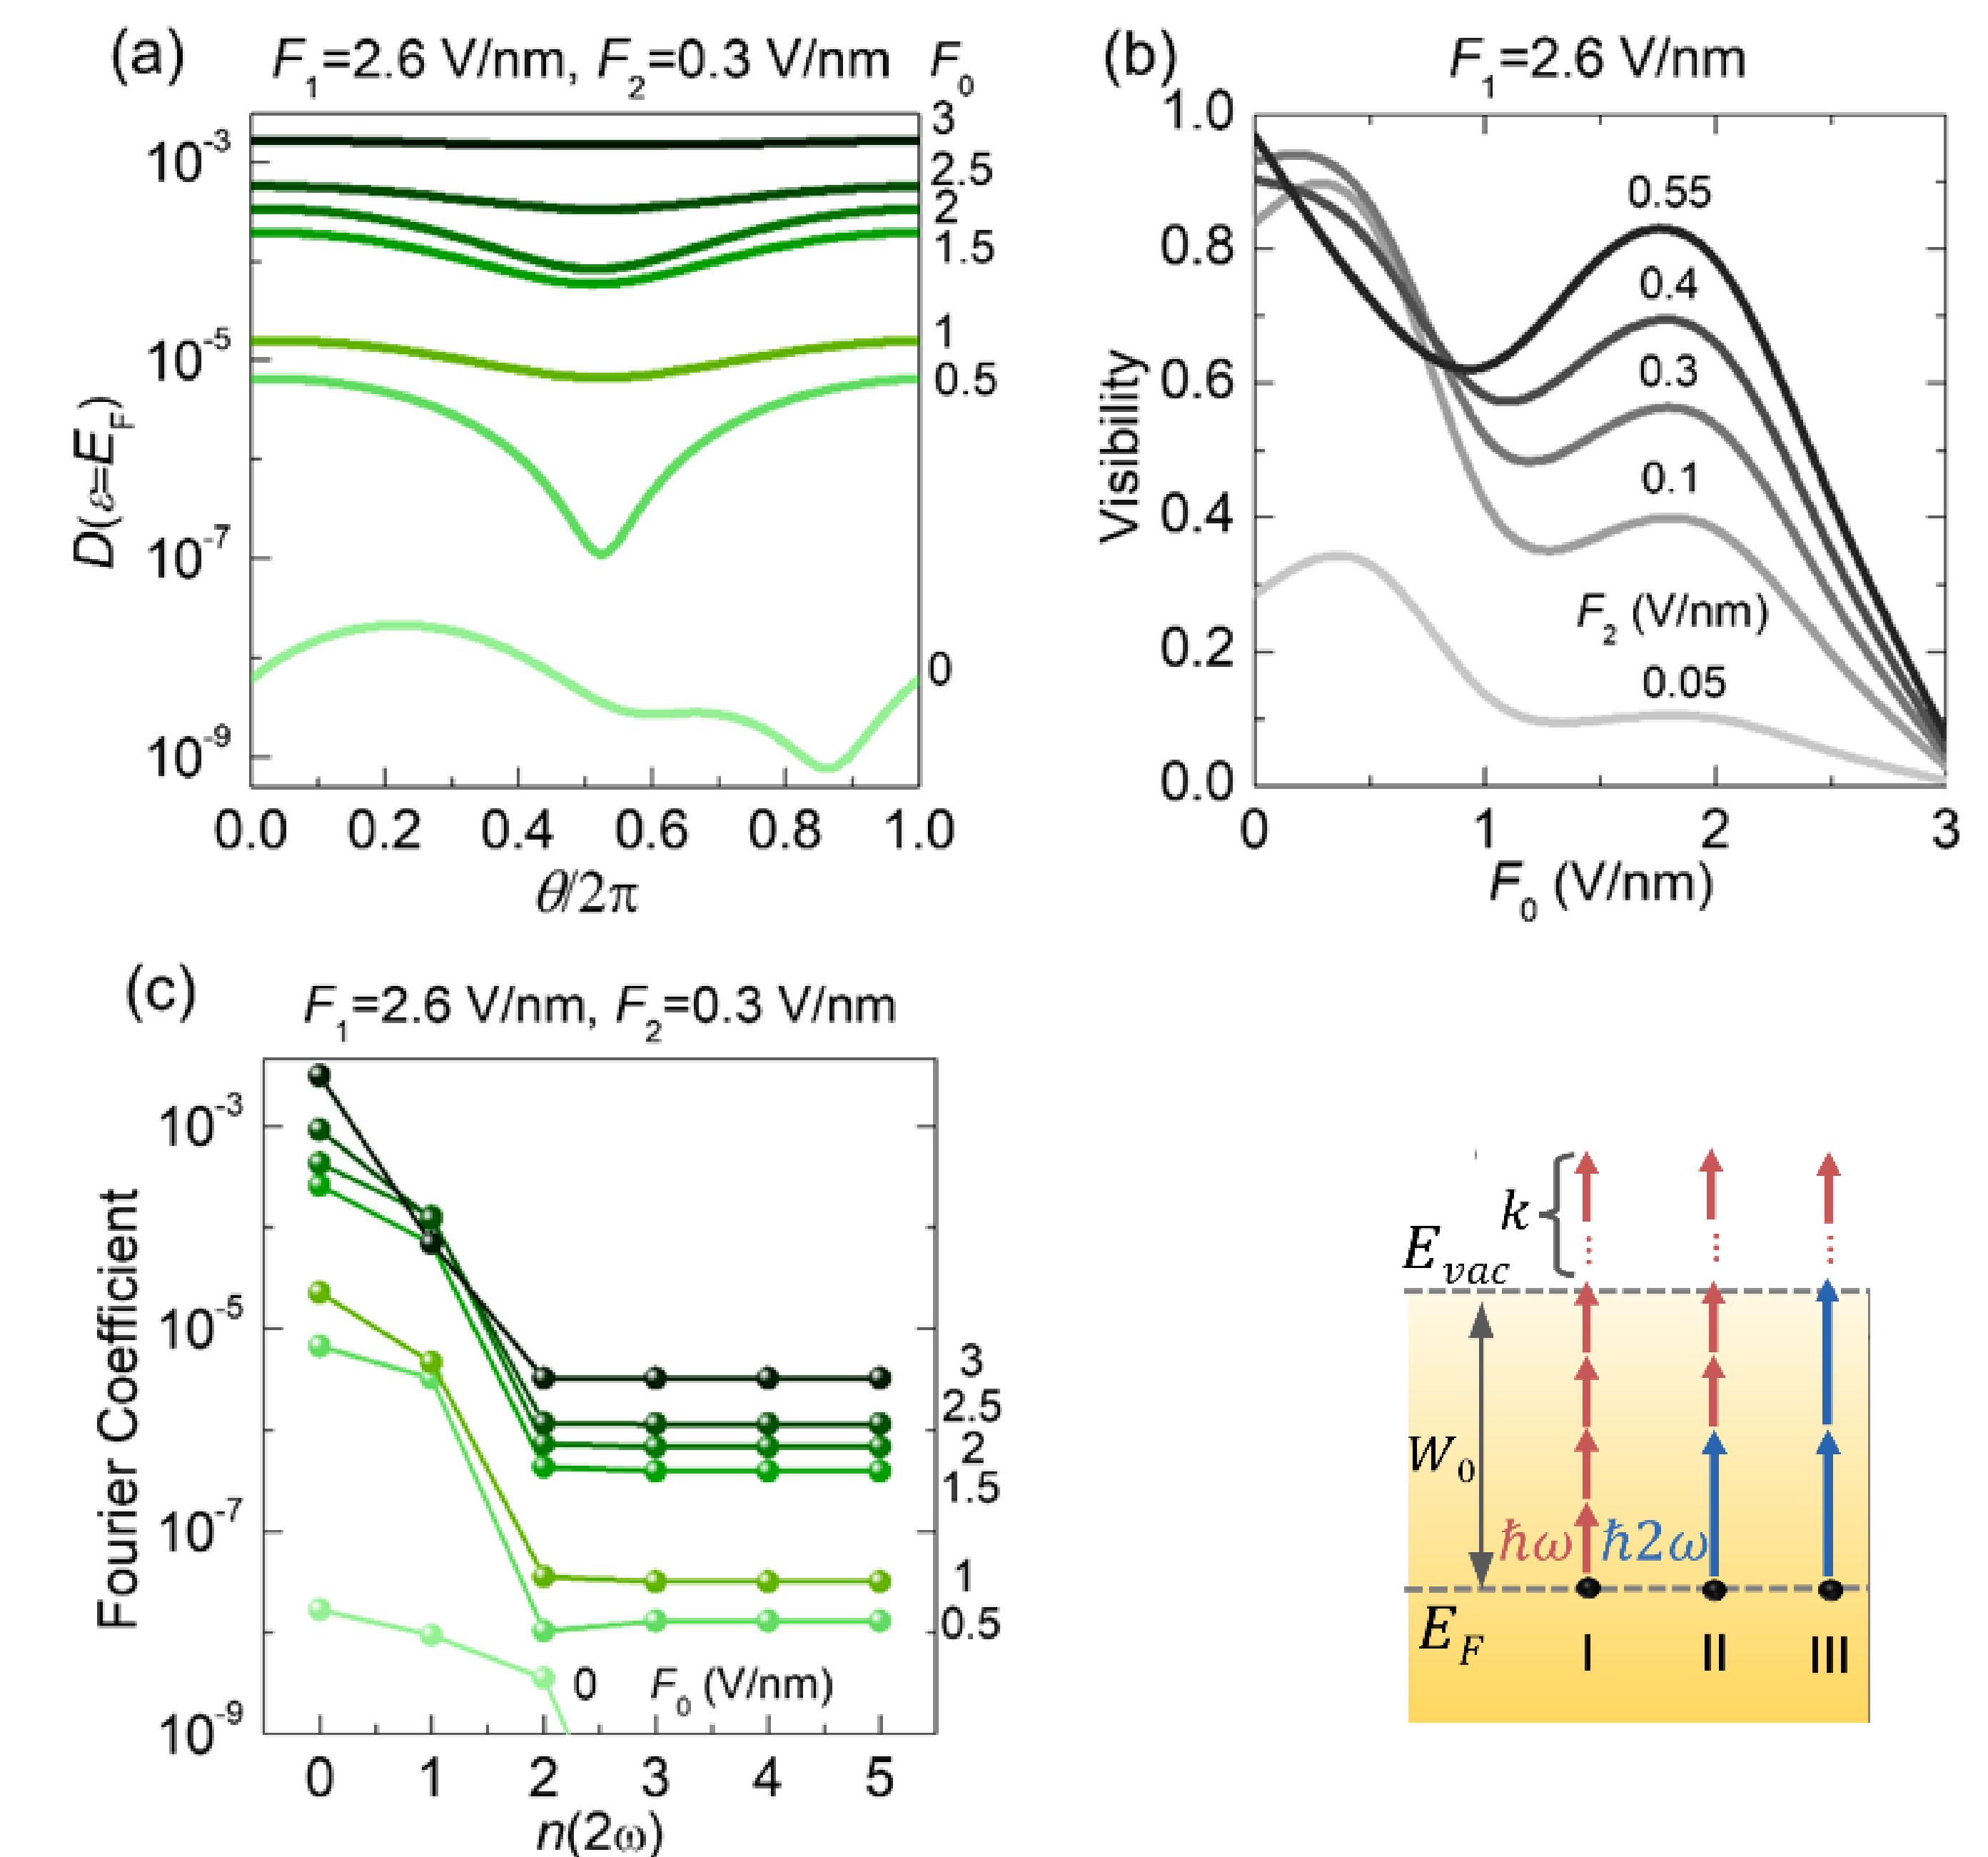 (a)
F₁=2.6 V/nm, F₂=0.3 V/nm F₀
10⁻³
10⁻⁵
10⁻⁷
10⁻⁹
D(ε=E_F)
3
2.5
2
1.5
1
0.5
0
0.0 0.2 0.4 0.6 0.8 1.0
θ/2π
(b)
F₁=2.6 V/nm
1.0
0.8
0.6
0.4
0.2
0.0
Visibility
0.55
0.4
0.3
0.1
F₂ (V/nm)
0.05
0 1 2 3
F₀ (V/nm)
(c)
F₁=2.6 V/nm, F₂=0.3 V/nm
10⁻³
10⁻⁵
10⁻⁷
10⁻⁹
Fourier Coefficient
3
2.5
2
1.5
1
0.5
0 F₀ (V/nm)
0 1 2 3 4 5
n(2ω)
k
E_vac
W₀
ħω ħ2ω
E_F I II III